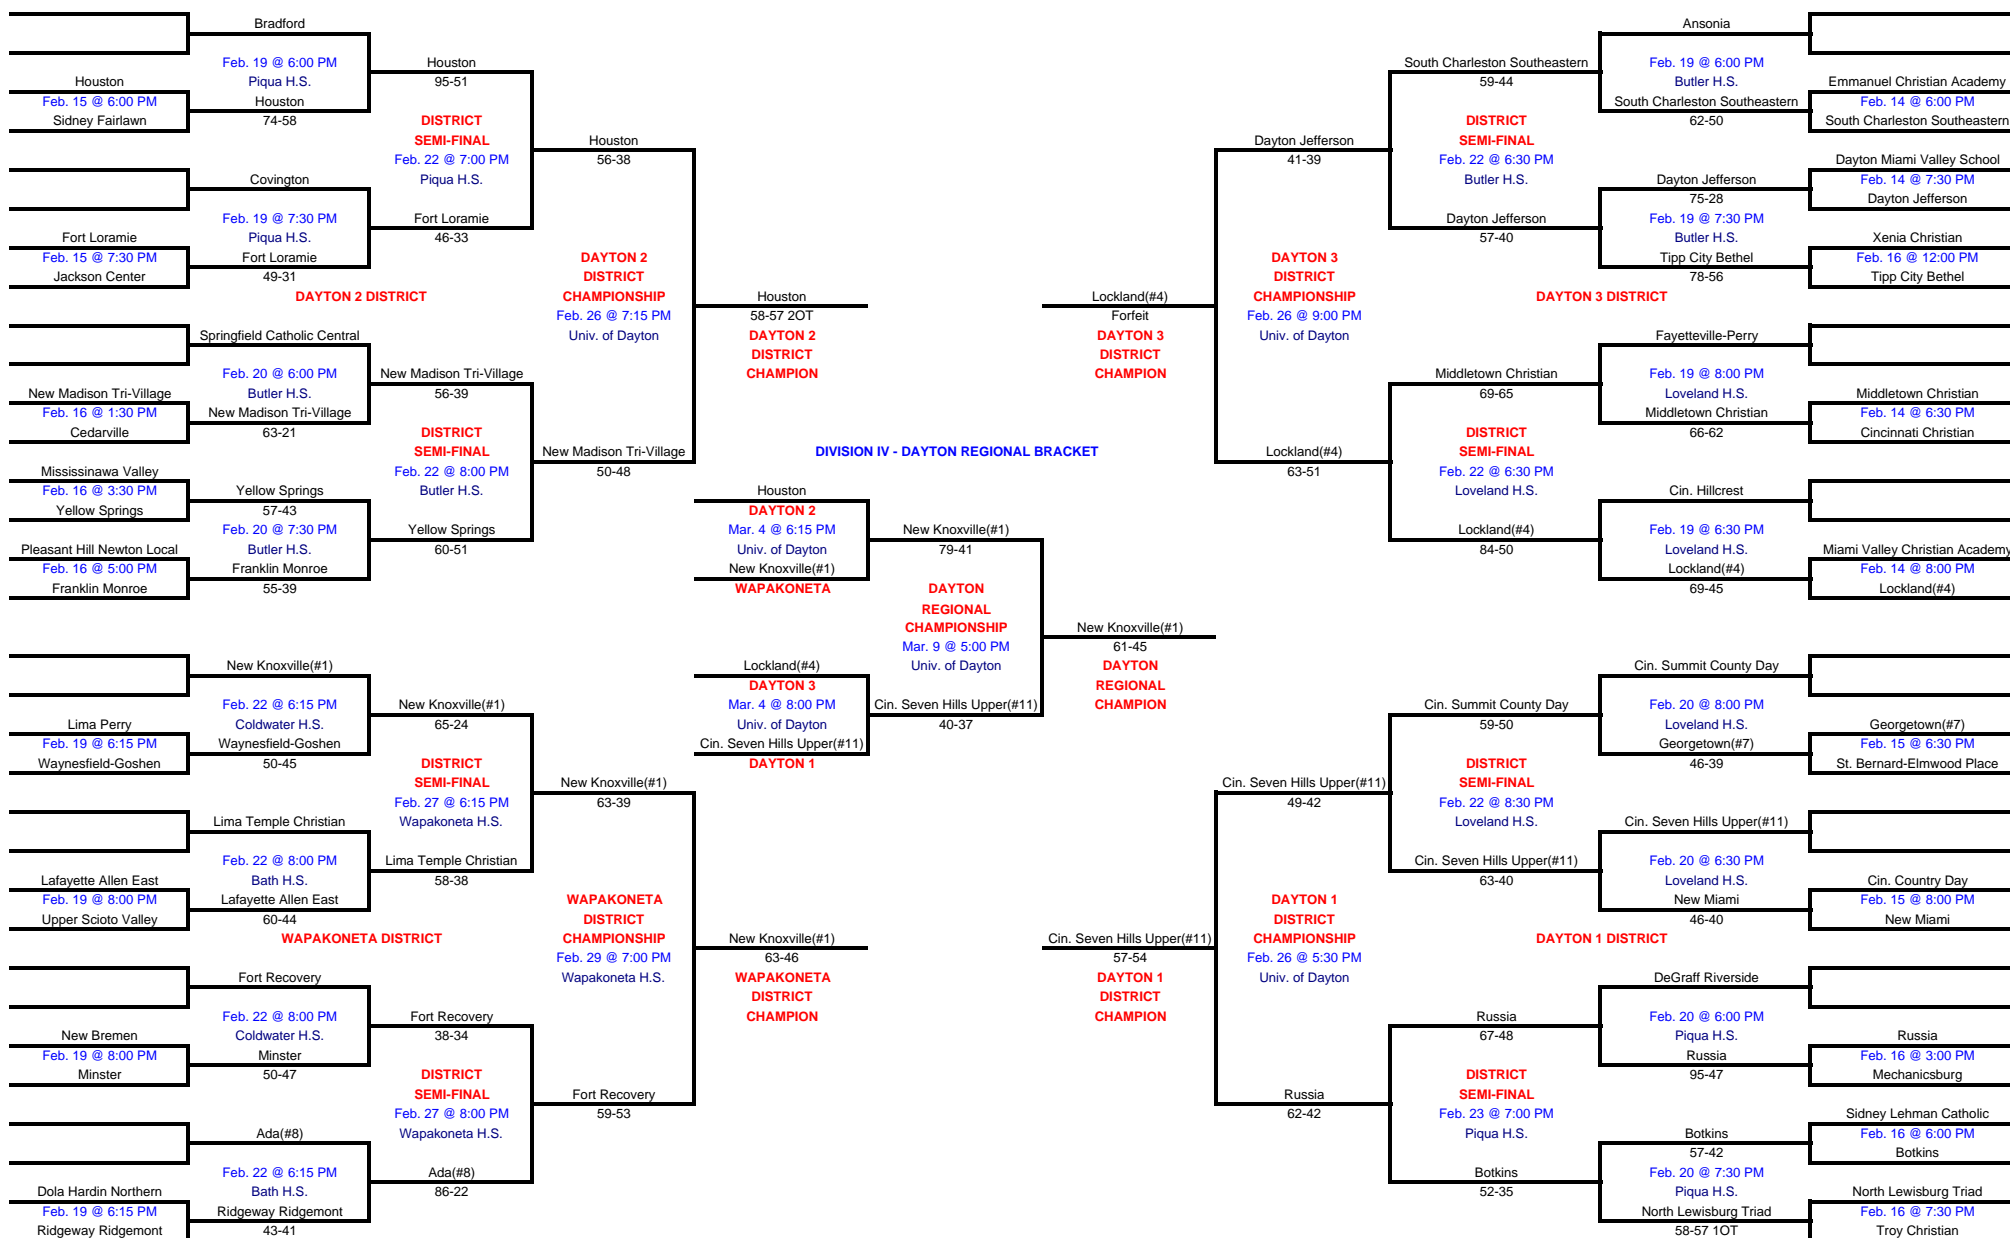 Bradford
Feb. 19 @ 6:00 PM
Piqua H.S.
Houston
Feb. 15 @ 6:00 PM
Sidney Fairlawn
Houston
74-58
Houston
95-51
DISTRICT
SEMI-FINAL
Feb. 22 @ 7:00 PM
Piqua H.S.
Covington
Feb. 19 @ 7:30 PM
Piqua H.S.
Fort Loramie
Feb. 15 @ 7:30 PM
Jackson Center
Fort Loramie
49-31
Fort Loramie
46-33
Houston
56-38
DAYTON 2 DISTRICT
DAYTON 2
DISTRICT
CHAMPIONSHIP
Feb. 26 @ 7:15 PM
Univ. of Dayton
Houston
58-57 2OT
DAYTON 2
DISTRICT
CHAMPION
Springfield Catholic Central
Feb. 20 @ 6:00 PM
Butler H.S.
New Madison Tri-Village
Feb. 16 @ 1:30 PM
Cedarville
New Madison Tri-Village
63-21
New Madison Tri-Village
56-39
DISTRICT
SEMI-FINAL
Feb. 22 @ 8:00 PM
Butler H.S.
New Madison Tri-Village
50-48
Mississinawa Valley
Feb. 16 @ 3:30 PM
Yellow Springs
Yellow Springs
57-43
Feb. 20 @ 7:30 PM
Butler H.S.
Pleasant Hill Newton Local
Feb. 16 @ 5:00 PM
Franklin Monroe
Franklin Monroe
55-39
Yellow Springs
60-51
New Knoxville(#1)
Feb. 22 @ 6:15 PM
Coldwater H.S.
Lima Perry
Feb. 19 @ 6:15 PM
Waynesfield-Goshen
Waynesfield-Goshen
50-45
New Knoxville(#1)
65-24
DISTRICT
SEMI-FINAL
Feb. 27 @ 6:15 PM
Wapakoneta H.S.
New Knoxville(#1)
63-39
Lima Temple Christian
Feb. 22 @ 8:00 PM
Bath H.S.
Lafayette Allen East
Feb. 19 @ 8:00 PM
Upper Scioto Valley
Lafayette Allen East
60-44
Lima Temple Christian
58-38
WAPAKONETA DISTRICT
WAPAKONETA
DISTRICT
CHAMPIONSHIP
Feb. 29 @ 7:00 PM
Wapakoneta H.S.
New Knoxville(#1)
63-46
WAPAKONETA
DISTRICT
CHAMPION
Fort Recovery
Feb. 22 @ 8:00 PM
Coldwater H.S.
New Bremen
Feb. 19 @ 8:00 PM
Minster
Minster
50-47
Fort Recovery
38-34
DISTRICT
SEMI-FINAL
Feb. 27 @ 8:00 PM
Wapakoneta H.S.
Fort Recovery
59-53
Ada(#8)
Feb. 22 @ 6:15 PM
Bath H.S.
Dola Hardin Northern
Feb. 19 @ 6:15 PM
Ridgeway Ridgemont
Ridgeway Ridgemont
43-41
Ada(#8)
86-22
DIVISION IV - DAYTON REGIONAL BRACKET
Houston
DAYTON 2
Mar. 4 @ 6:15 PM
Univ. of Dayton
New Knoxville(#1)
WAPAKONETA
New Knoxville(#1)
79-41
DAYTON
REGIONAL
CHAMPIONSHIP
Mar. 9 @ 5:00 PM
Univ. of Dayton
New Knoxville(#1)
61-45
DAYTON
REGIONAL
CHAMPION
Lockland(#4)
DAYTON 3
Mar. 4 @ 8:00 PM
Univ. of Dayton
Cin. Seven Hills Upper(#11)
DAYTON 1
Cin. Seven Hills Upper(#11)
40-37
Ansonia
Feb. 19 @ 6:00 PM
Butler H.S.
Emmanuel Christian Academy
Feb. 14 @ 6:00 PM
South Charleston Southeastern
South Charleston Southeastern
62-50
South Charleston Southeastern
59-44
DISTRICT
SEMI-FINAL
Feb. 22 @ 6:30 PM
Butler H.S.
Dayton Jefferson
41-39
Dayton Miami Valley School
Feb. 14 @ 7:30 PM
Dayton Jefferson
Dayton Jefferson
75-28
Feb. 19 @ 7:30 PM
Butler H.S.
Xenia Christian
Feb. 16 @ 12:00 PM
Tipp City Bethel
Tipp City Bethel
78-56
Dayton Jefferson
57-40
DAYTON 3 DISTRICT
DAYTON 3
DISTRICT
CHAMPIONSHIP
Feb. 26 @ 9:00 PM
Univ. of Dayton
Lockland(#4)
Forfeit
DAYTON 3
DISTRICT
CHAMPION
Fayetteville-Perry
Feb. 19 @ 8:00 PM
Loveland H.S.
Middletown Christian
Feb. 14 @ 6:30 PM
Cincinnati Christian
Middletown Christian
66-62
Middletown Christian
69-65
DISTRICT
SEMI-FINAL
Feb. 22 @ 6:30 PM
Loveland H.S.
Lockland(#4)
63-51
Cin. Hillcrest
Feb. 19 @ 6:30 PM
Loveland H.S.
Miami Valley Christian Academy
Feb. 14 @ 8:00 PM
Lockland(#4)
Lockland(#4)
69-45
Lockland(#4)
84-50
Cin. Summit County Day
Feb. 20 @ 8:00 PM
Loveland H.S.
Georgetown(#7)
Feb. 15 @ 6:30 PM
St. Bernard-Elmwood Place
Georgetown(#7)
46-39
Cin. Summit County Day
59-50
DISTRICT
SEMI-FINAL
Feb. 22 @ 8:30 PM
Loveland H.S.
Cin. Seven Hills Upper(#11)
49-42
Cin. Seven Hills Upper(#11)
Feb. 20 @ 6:30 PM
Loveland H.S.
Cin. Country Day
Feb. 15 @ 8:00 PM
New Miami
New Miami
46-40
Cin. Seven Hills Upper(#11)
63-40
DAYTON 1 DISTRICT
DAYTON 1
DISTRICT
CHAMPIONSHIP
Feb. 26 @ 5:30 PM
Univ. of Dayton
Cin. Seven Hills Upper(#11)
57-54
DAYTON 1
DISTRICT
CHAMPION
DeGraff Riverside
Feb. 20 @ 6:00 PM
Piqua H.S.
Russia
Feb. 16 @ 3:00 PM
Mechanicsburg
Russia
95-47
Russia
67-48
DISTRICT
SEMI-FINAL
Feb. 23 @ 7:00 PM
Piqua H.S.
Russia
62-42
Sidney Lehman Catholic
Feb. 16 @ 6:00 PM
Botkins
Botkins
57-42
Feb. 20 @ 7:30 PM
Piqua H.S.
North Lewisburg Triad
Feb. 16 @ 7:30 PM
Troy Christian
North Lewisburg Triad
58-57 1OT
Botkins
52-35